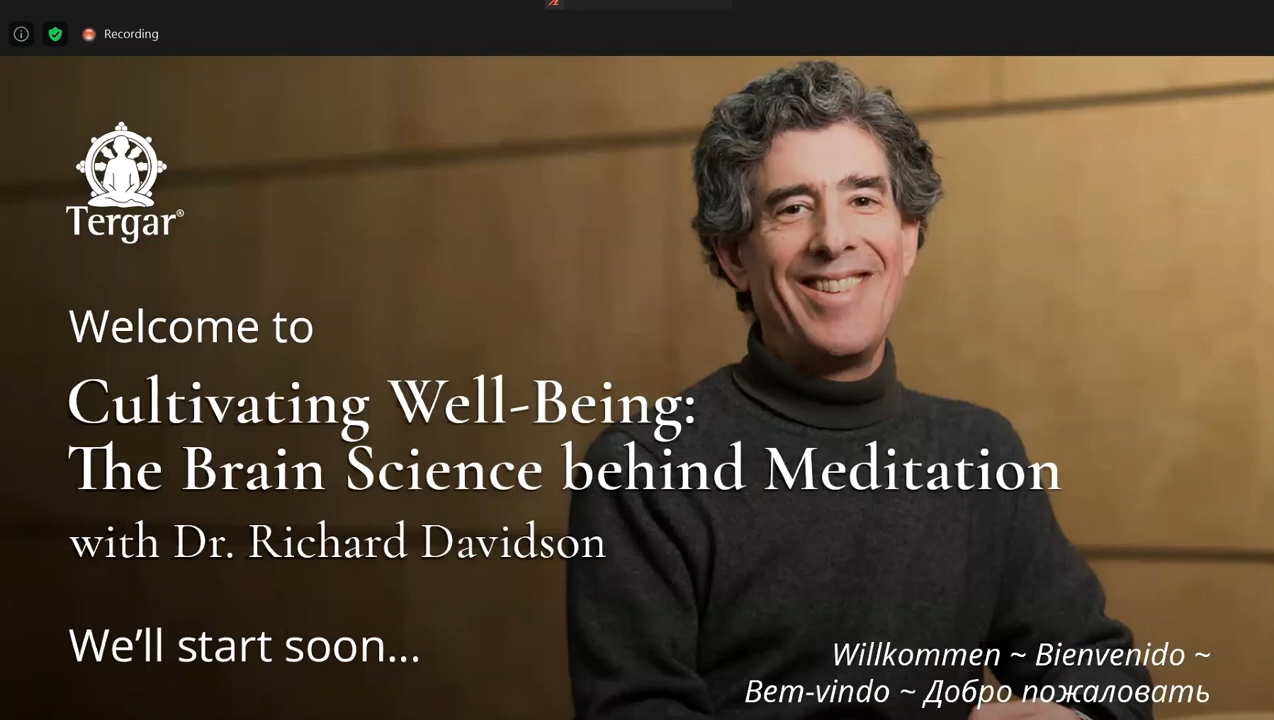 Recording
Tergar®
Welcome to
Cultivating Well-Being:
The Brain Science behind Meditation
with Dr. Richard Davidson
We'll start soon...
Willkommen ~ Bienvenido ~
Bem-vindo ~ Добро пожаловать